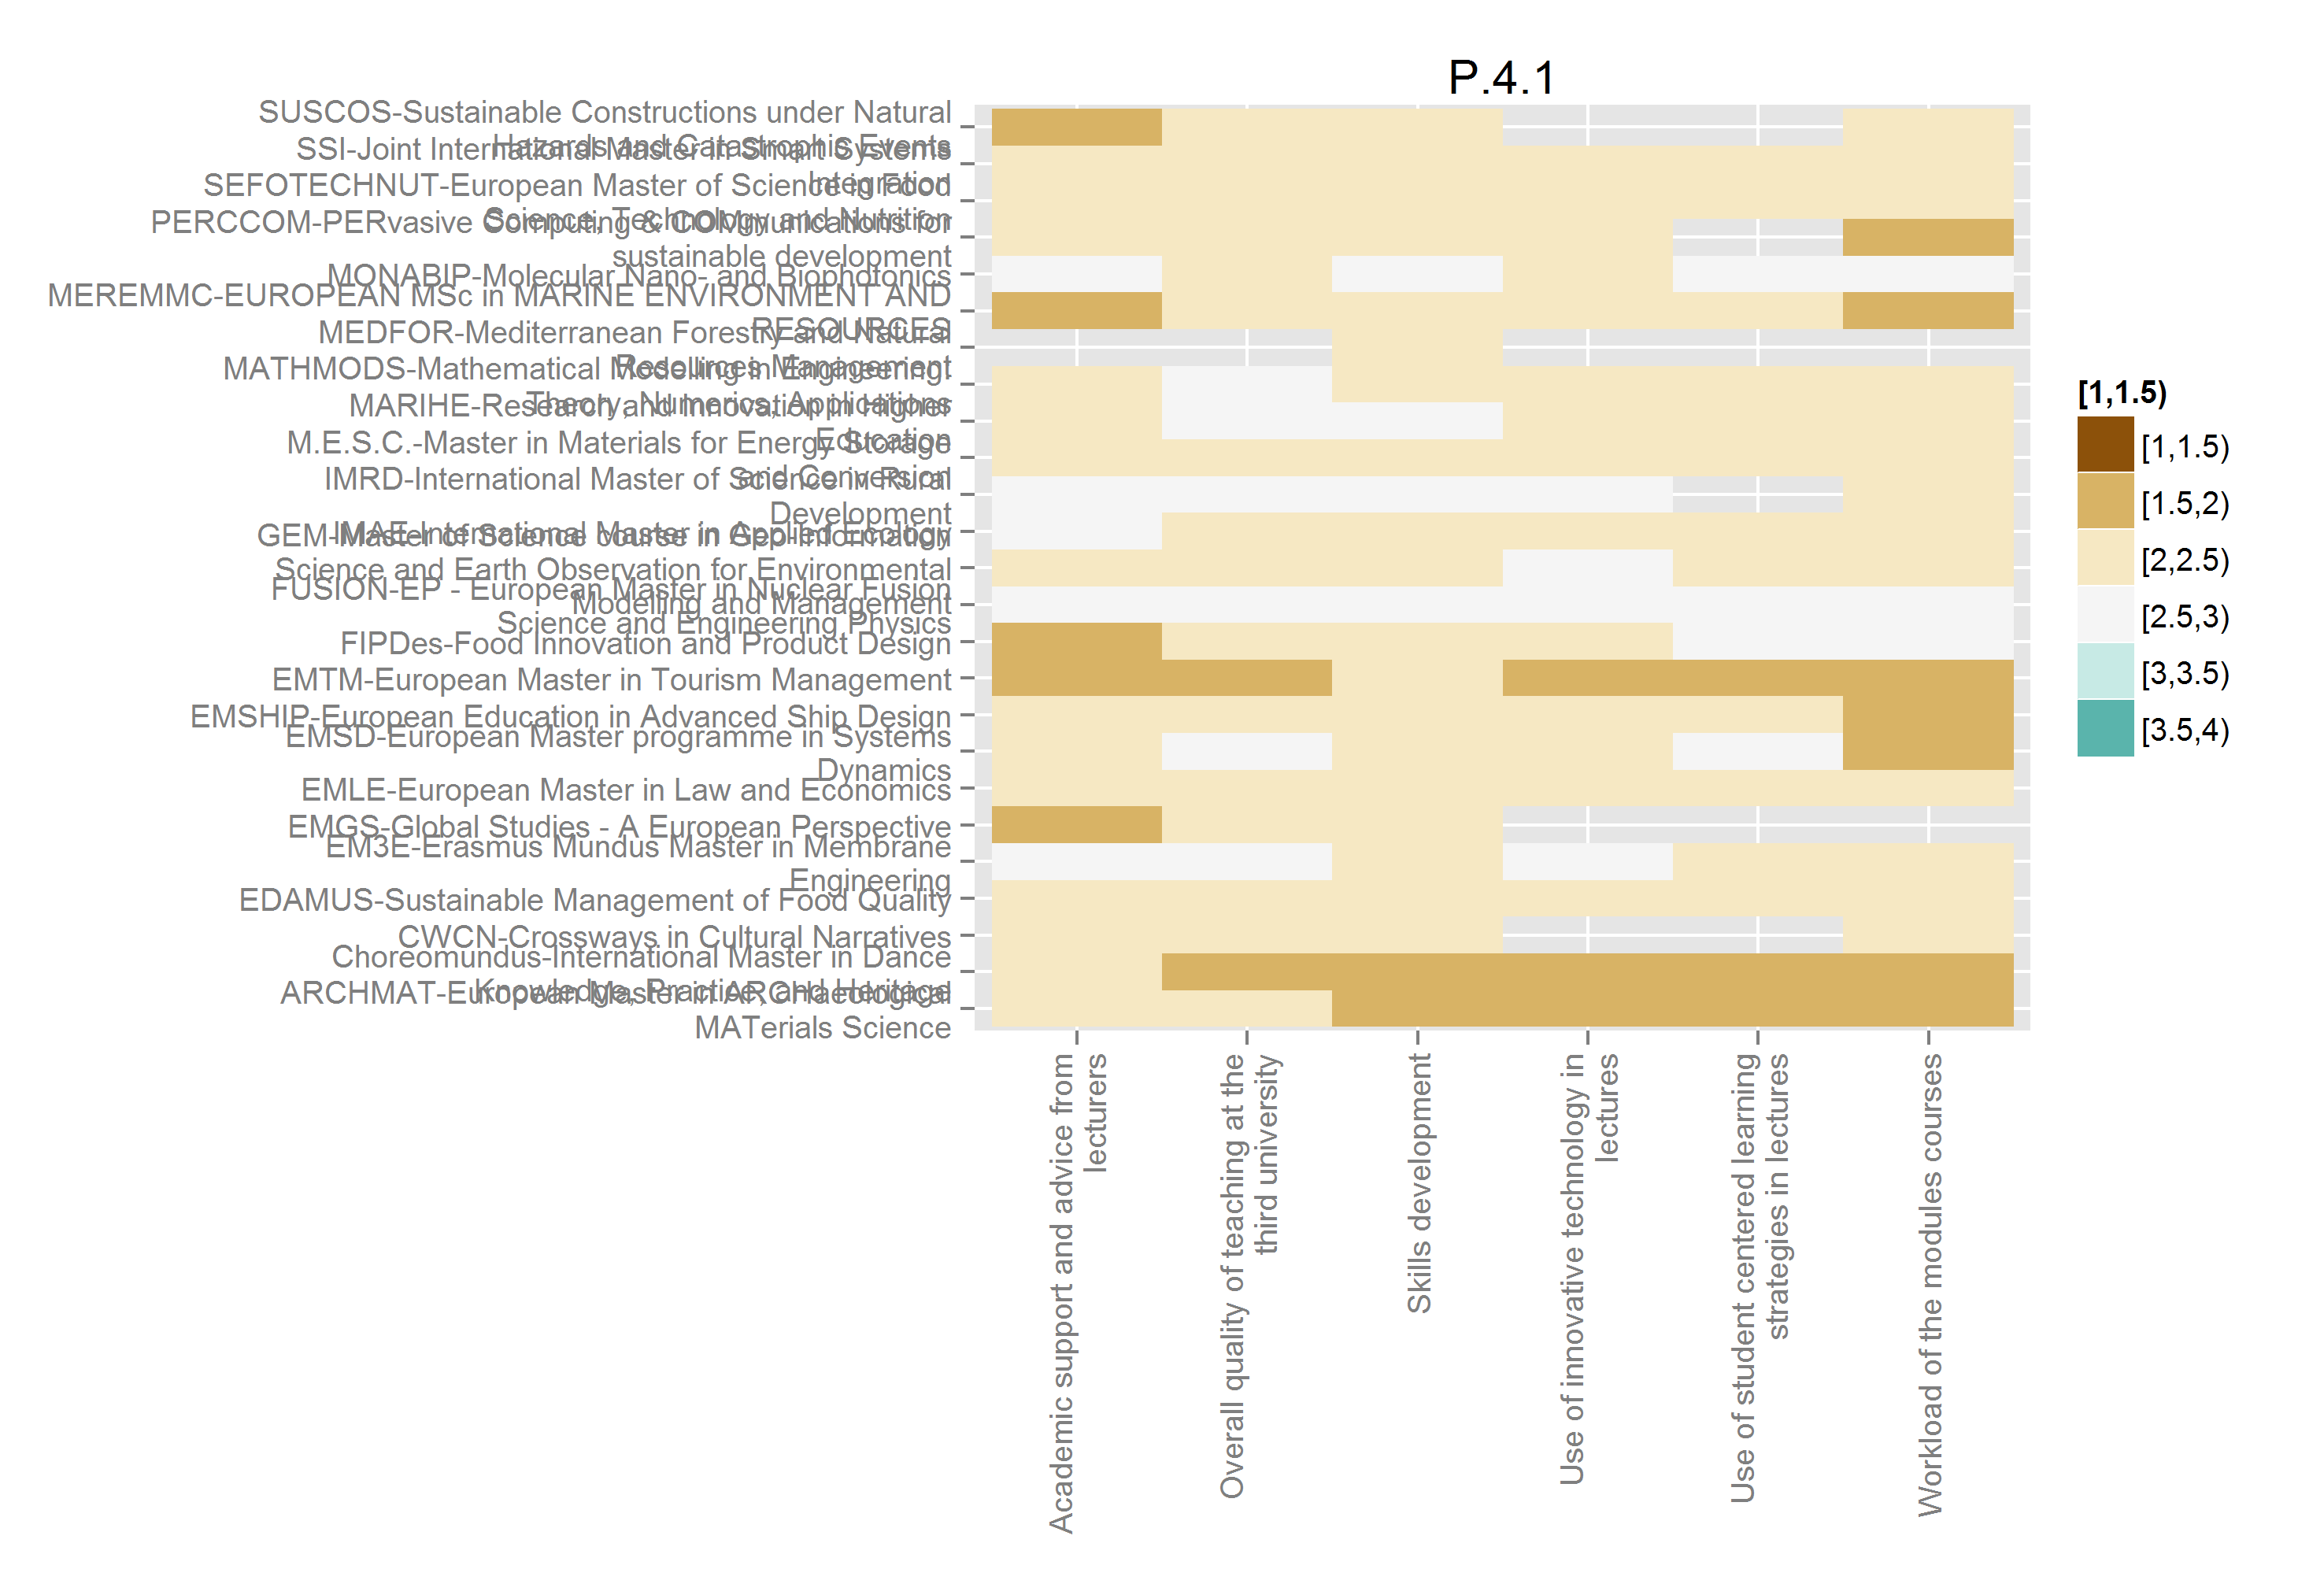 P.4.1
SUSCOS-Sustainable Constructions under Natural
Hazards and Catastrophic Events
SSI-Joint International Master in Smart Systems
Integration
SEFOTECHNUT-European Master of Science in Food
Science, Technology and Nutrition
PERCCOM-PERvasive Computing & COMmunications for
sustainable development
MONABIP-Molecular Nano- and Biophotonics
MEREMMC-EUROPEAN MSc in MARINE ENVIRONMENT AND
RESOURCES
MEDFOR-Mediterranean Forestry and Natural
Resources Management
MATHMODS-Mathematical Modelling in Engineering:
Theory, Numerics, Applications
MARIHE-Research and Innovation in Higher
Education
M.E.S.C.-Master in Materials for Energy Storage
and Conversion
IMRD-International Master of Science in Rural
Development
IMAE-International Master in Applied Ecology
GEM-Master of Science course in Geo-Information
Science and Earth Observation for Environmental
Modelling and Management
FUSION-EP - European Master in Nuclear Fusion
Science and Engineering Physics
FIPDes-Food Innovation and Product Design
EMTM-European Master in Tourism Management
EMSHIP-European Education in Advanced Ship Design
EMSD-European Master programme in Systems
Dynamics
EMLE-European Master in Law and Economics
EMGS-Global Studies - A European Perspective
EM3E-Erasmus Mundus Master in Membrane
Engineering
EDAMUS-Sustainable Management of Food Quality
CWCN-Crossways in Cultural Narratives
Choreomundus-International Master in Dance
Knowledge, Practice, and Heritage
ARCHMAT-European Master in ARCHaeological
MATerials Science
Academic support and advice from
lecturers
Overall quality of teaching at the
third university
Skills development
Use of innovative technology in
lectures
Use of student centered learning
strategies in lectures
Workload of the modules courses
[1,1.5)
[1,1.5)
[1.5,2)
[2,2.5)
[2.5,3)
[3,3.5)
[3.5,4)